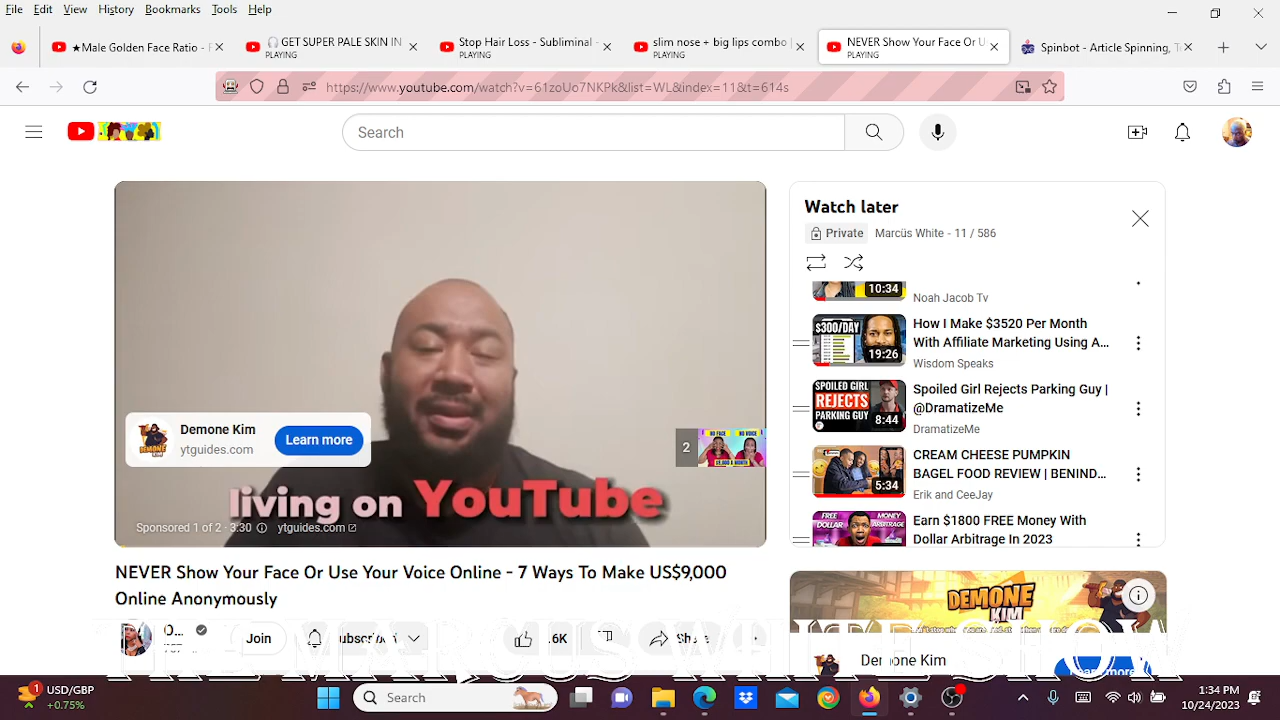 File Edit View History Bookmarks Tools Help
★Male Golden Face Ratio - F
GET SUPER PALE SKIN IN
PLAYING
Stop Hair Loss - Subliminal -
PLAYING
slim nose + big lips combo |
PLAYING
NEVER Show Your Face Or U
PLAYING
Spinbot - Article Spinning, Te
https://www.youtube.com/watch?v=61zoUo7NKPk&list=WL&index=11&t=614s
Search
Watch later
Private Marcüs White - 11 / 586
10:34
Noah Jacob Tv
$300/DAY
19:26
How I Make $3520 Per Month
With Affiliate Marketing Using A...
Wisdom Speaks
SPOILED GIRL
REJECTS
PARKING GUY
8:44
Spoiled Girl Rejects Parking Guy |
@DramatizeMe
DramatizeMe
5:34
CREAM CHEESE PUMPKIN
BAGEL FOOD REVIEW | BEHIND...
Erik and CeeJay
FREE MONEY
DOLLAR ARBITRAGE
Earn $1800 FREE Money With
Dollar Arbitrage In 2023
Demone Kim
ytguides.com
Learn more
2
NO FACE NO VOICE
living on YouTube
Sponsored 1 of 2 · 3:30 ytguides.com
NEVER Show Your Face Or Use Your Voice Online - 7 Ways To Make US$9,000
Online Anonymously
O...
Join
DEMONE
KIM
Demone Kim
USD/GBP
+0.75%
1
Search
1:34 PM